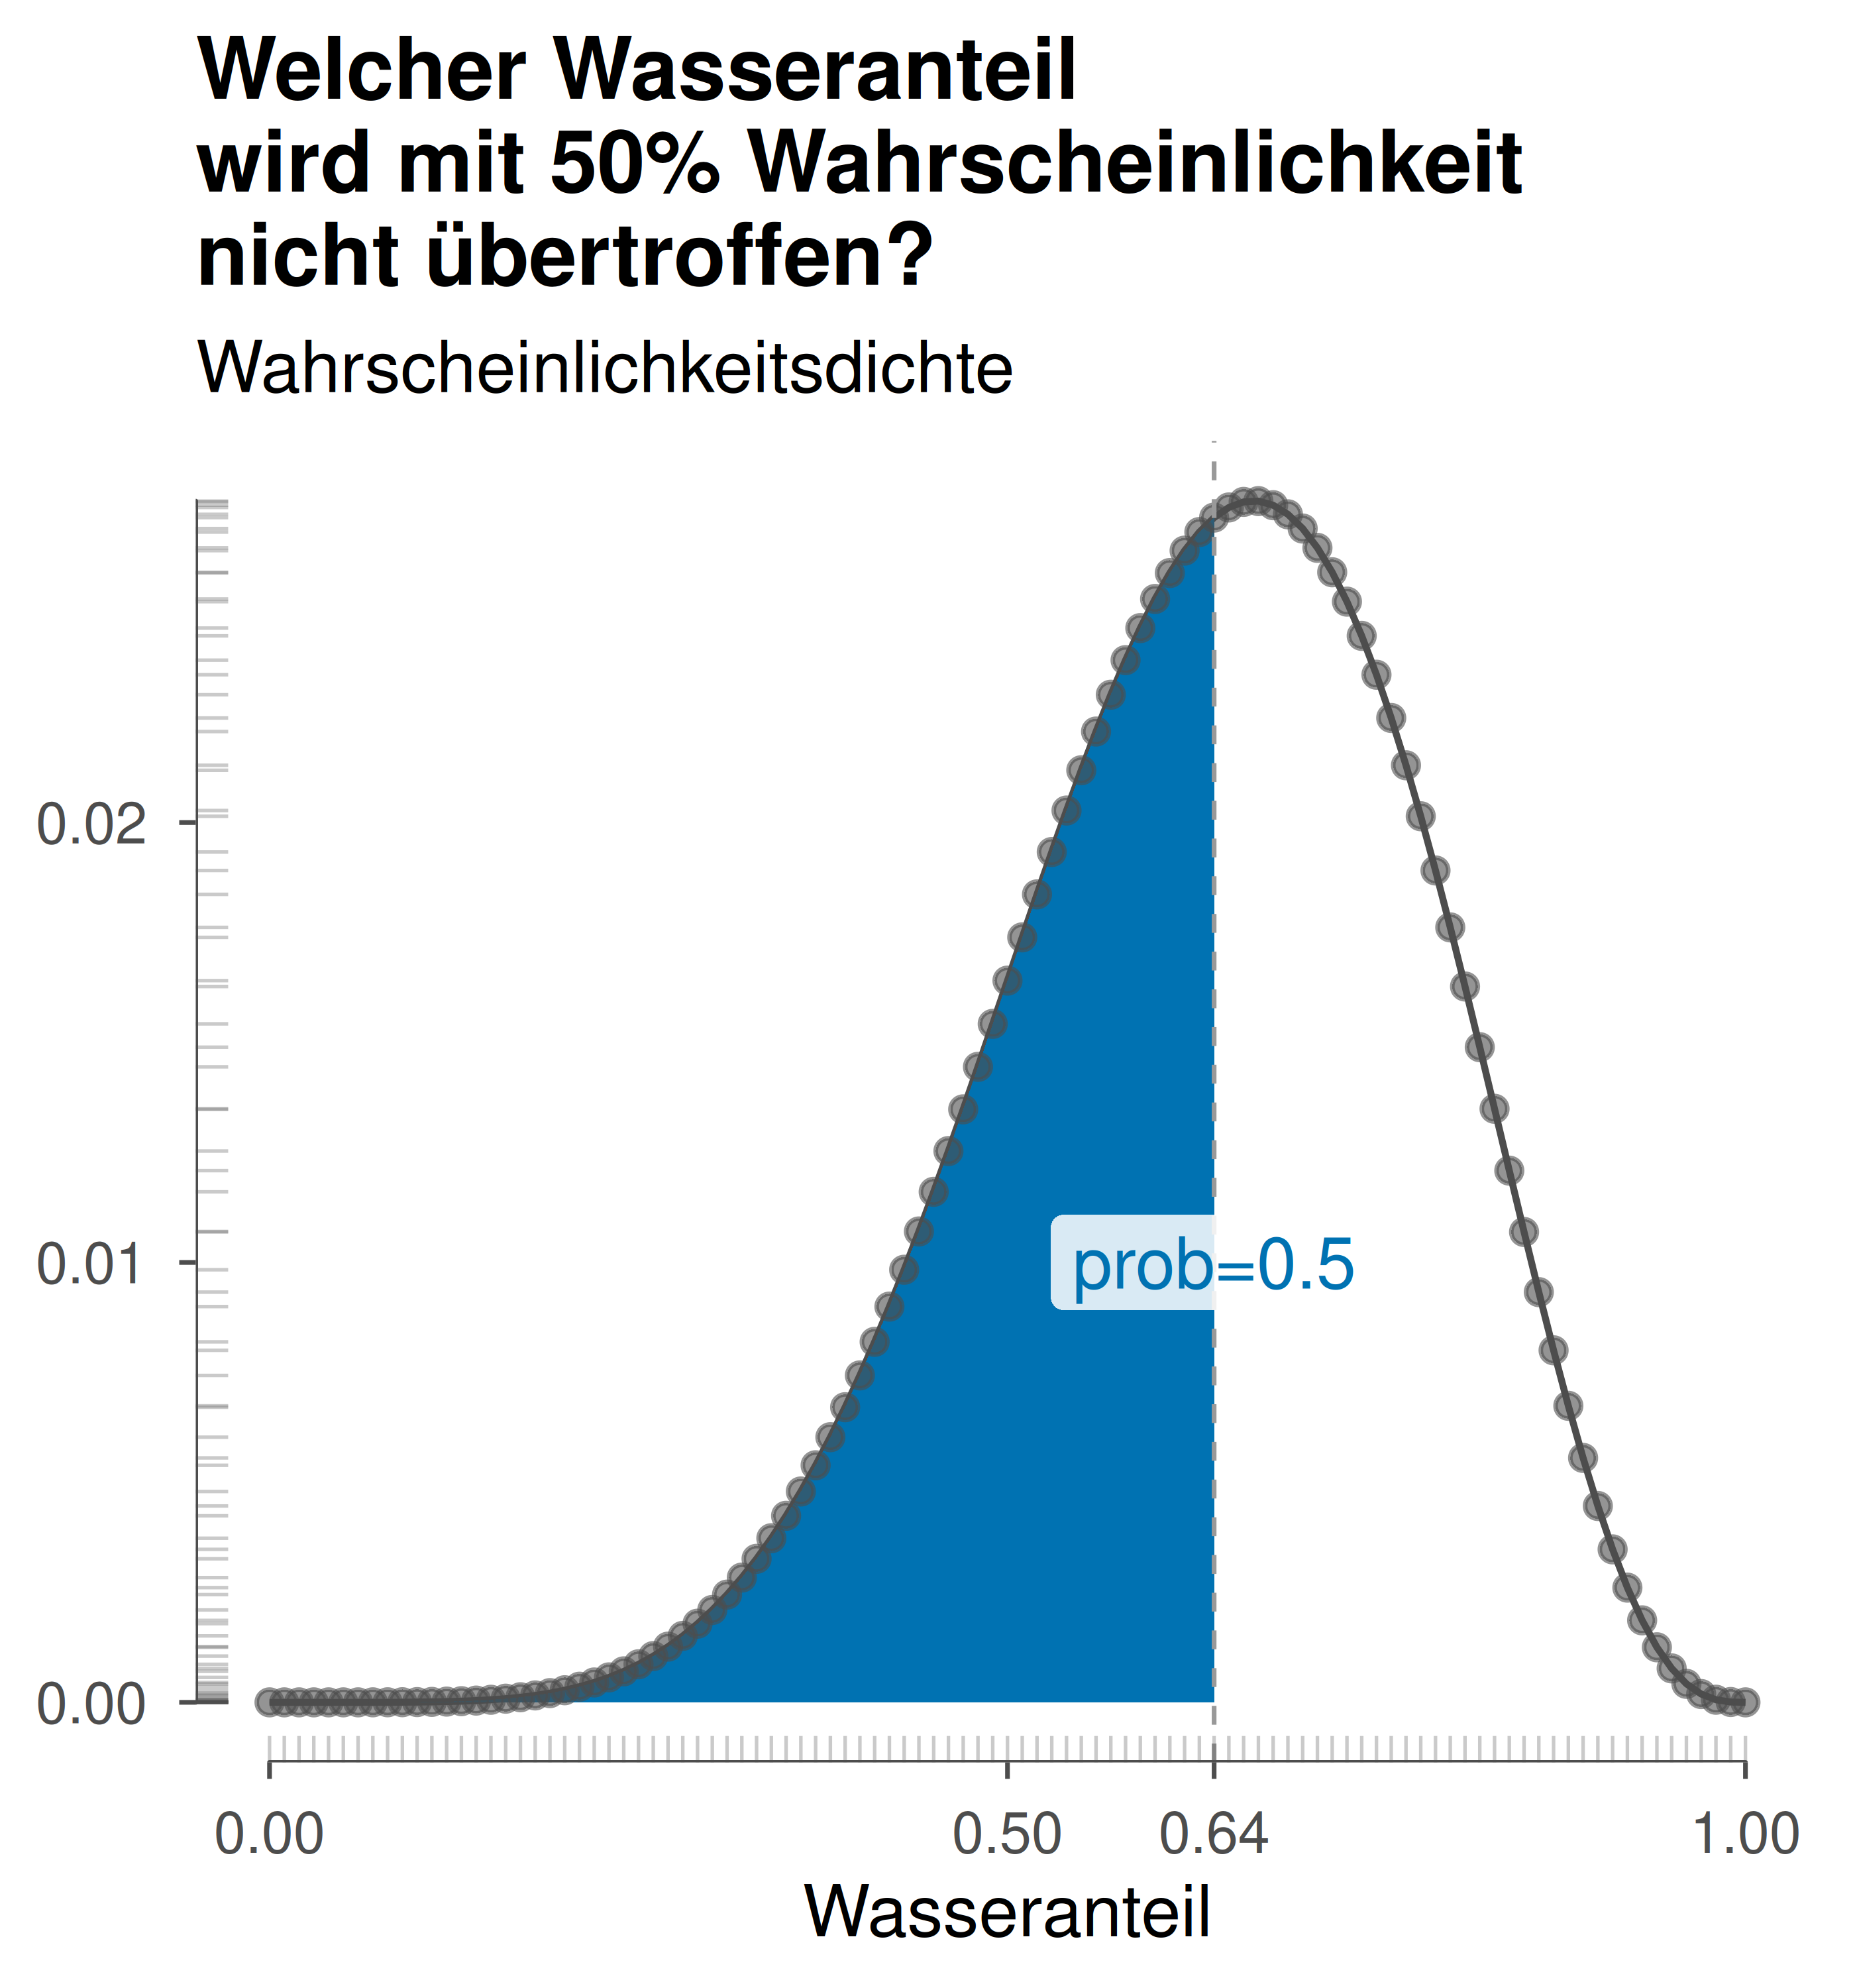 Welcher Wasseranteil
wird mit 50% Wahrscheinlichkeit
nicht übertroffen?
Wahrscheinlichkeitsdichte
0.02
0.01
prob=0.5
0.00
0.00 0.50 0.64 1.00
Wasseranteil